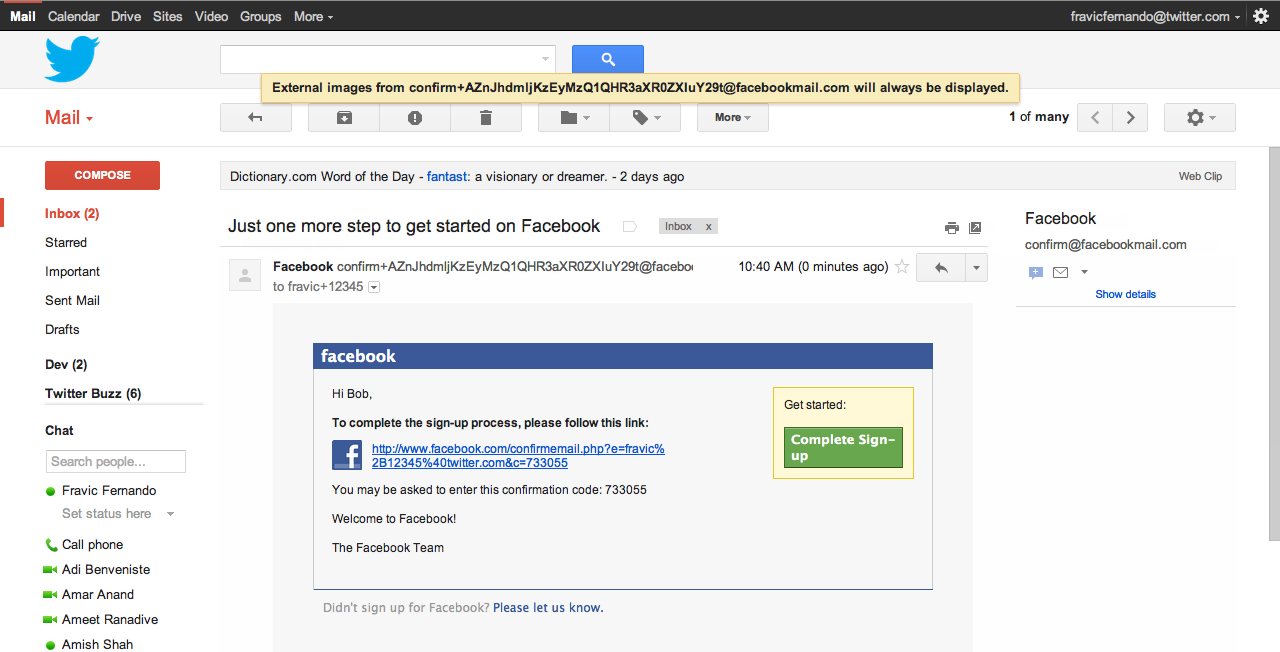 Mail Calendar Drive Sites Video Groups More
fravicfernando@twitter.com
External images from confirm+AZnJhdmljKzEyMzQ1QHR3aXR0ZXIuY29t@facebookmail.com will always be displayed.
Mail
More
1 of many
COMPOSE
Dictionary.com Word of the Day - fantast: a visionary or dreamer. - 2 days ago
Web Clip
Inbox (2)
Starred
Important
Sent Mail
Drafts
Dev (2)
Twitter Buzz (6)
Chat
Search people...
Fravic Fernando
Set status here
Call phone
Adi Benveniste
Amar Anand
Ameet Ranadive
Amish Shah
Just one more step to get started on Facebook
Inbox x
Facebook confirm+AZnJhdmljKzEyMzQ1QHR3aXR0ZXIuY29t@faceboo
10:40 AM (0 minutes ago)
to fravic+12345
facebook
Hi Bob,
To complete the sign-up process, please follow this link:
http://www.facebook.com/confirmemail.php?e=fravic%
2B12345%40twitter.com&c=733055
You may be asked to enter this confirmation code: 733055
Welcome to Facebook!
The Facebook Team
Get started:
Complete Sign-
up
Didn't sign up for Facebook? Please let us know.
Facebook
confirm@facebookmail.com
Show details